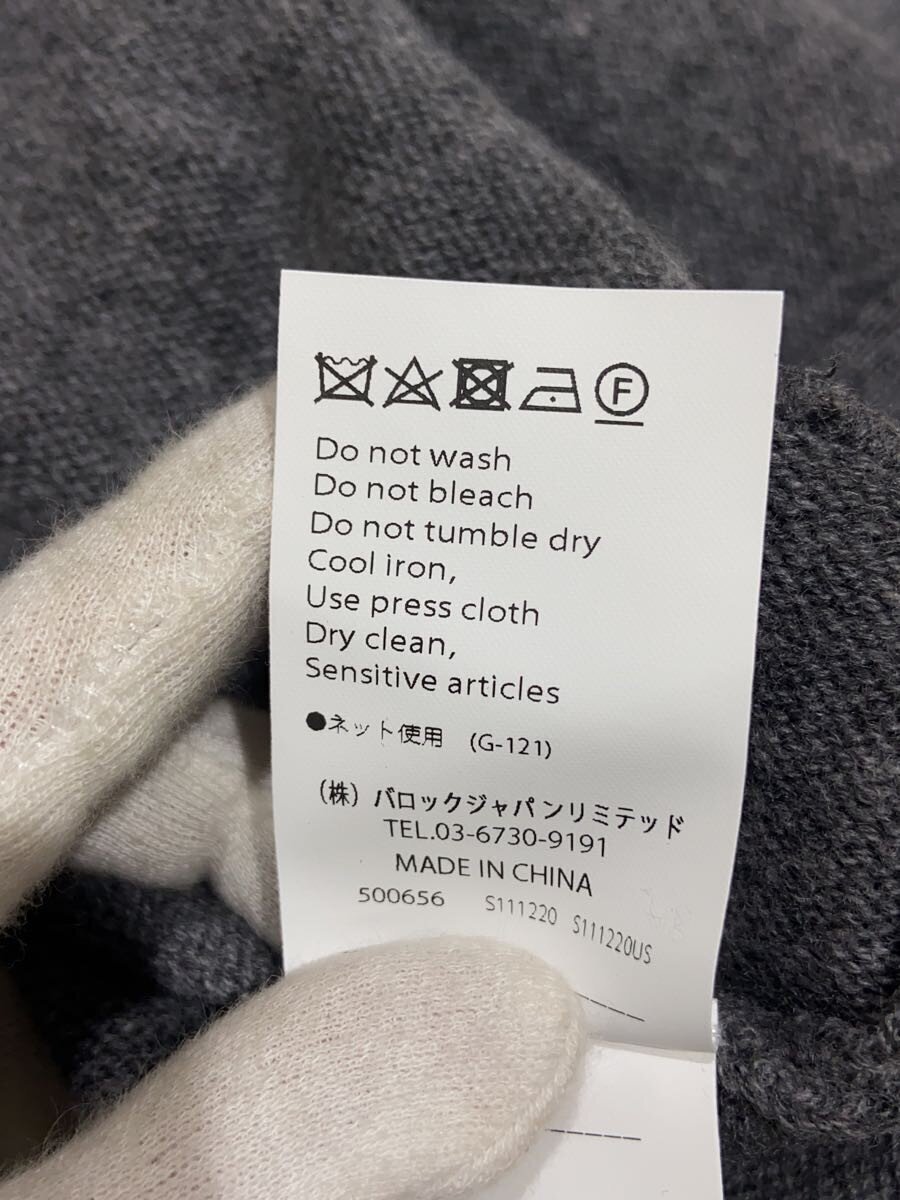 F
Do not wash
Do not bleach
Do not tumble dry
Cool iron,
Use press cloth
Dry clean,
Sensitive articles
●ネット使用 (G-121)
(株) バロックジャパンリミテッド
TEL.03-6730-9191
MADE IN CHINA
500656 S111220 S111220US